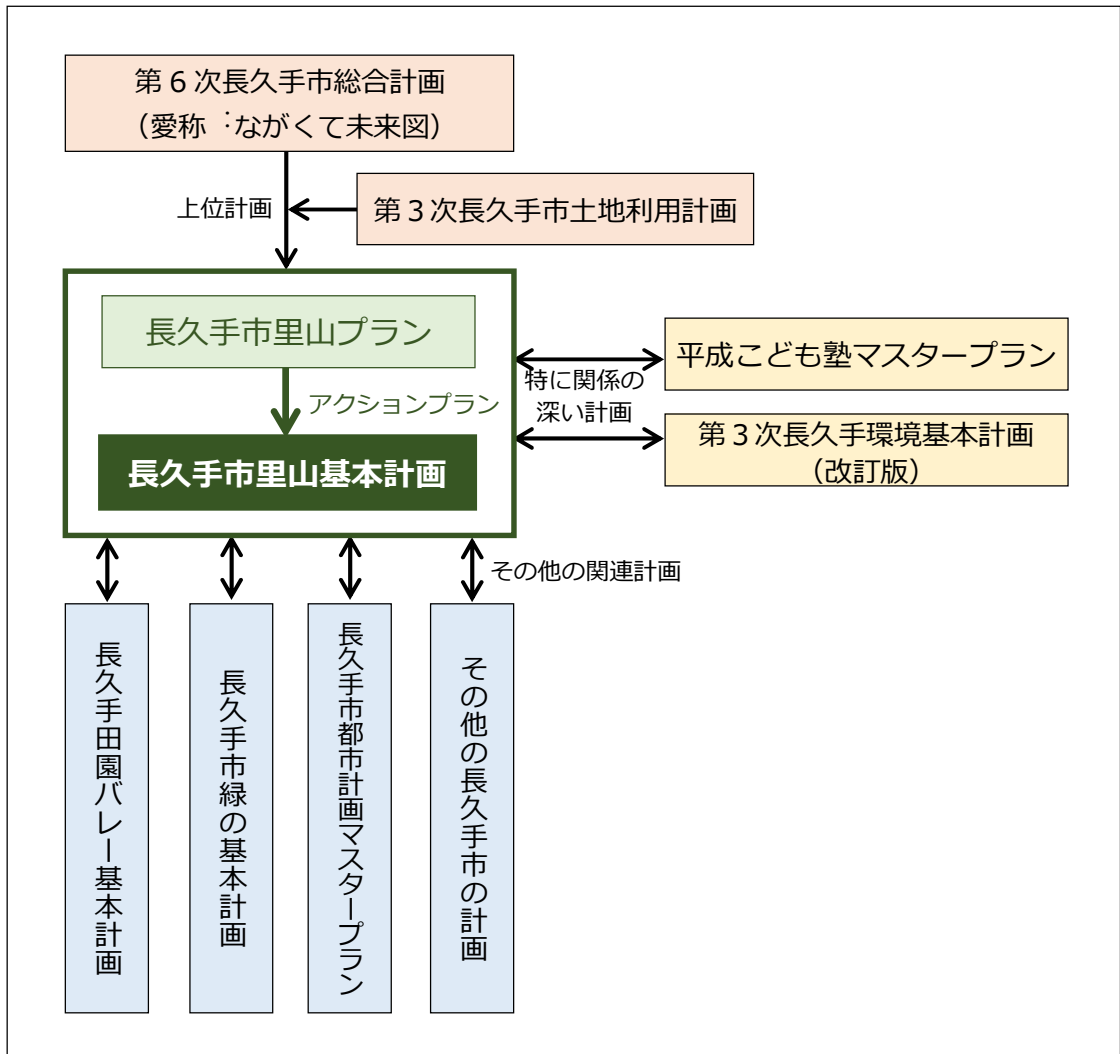 第６次長久手市総合計画
（愛称：ながくて未来図）
上位計画
第３次長久手市土地利用計画
長久手市里山プラン
アクションプラン
長久手市里山基本計画
平成こども塾マスタープラン
特に関係の
深い計画
第３次長久手環境基本計画
（改訂版）
その他の関連計画
長久手田園バレー基本計画
長久手市緑の基本計画
長久手市都市計画マスタープラン
その他の長久手市の計画